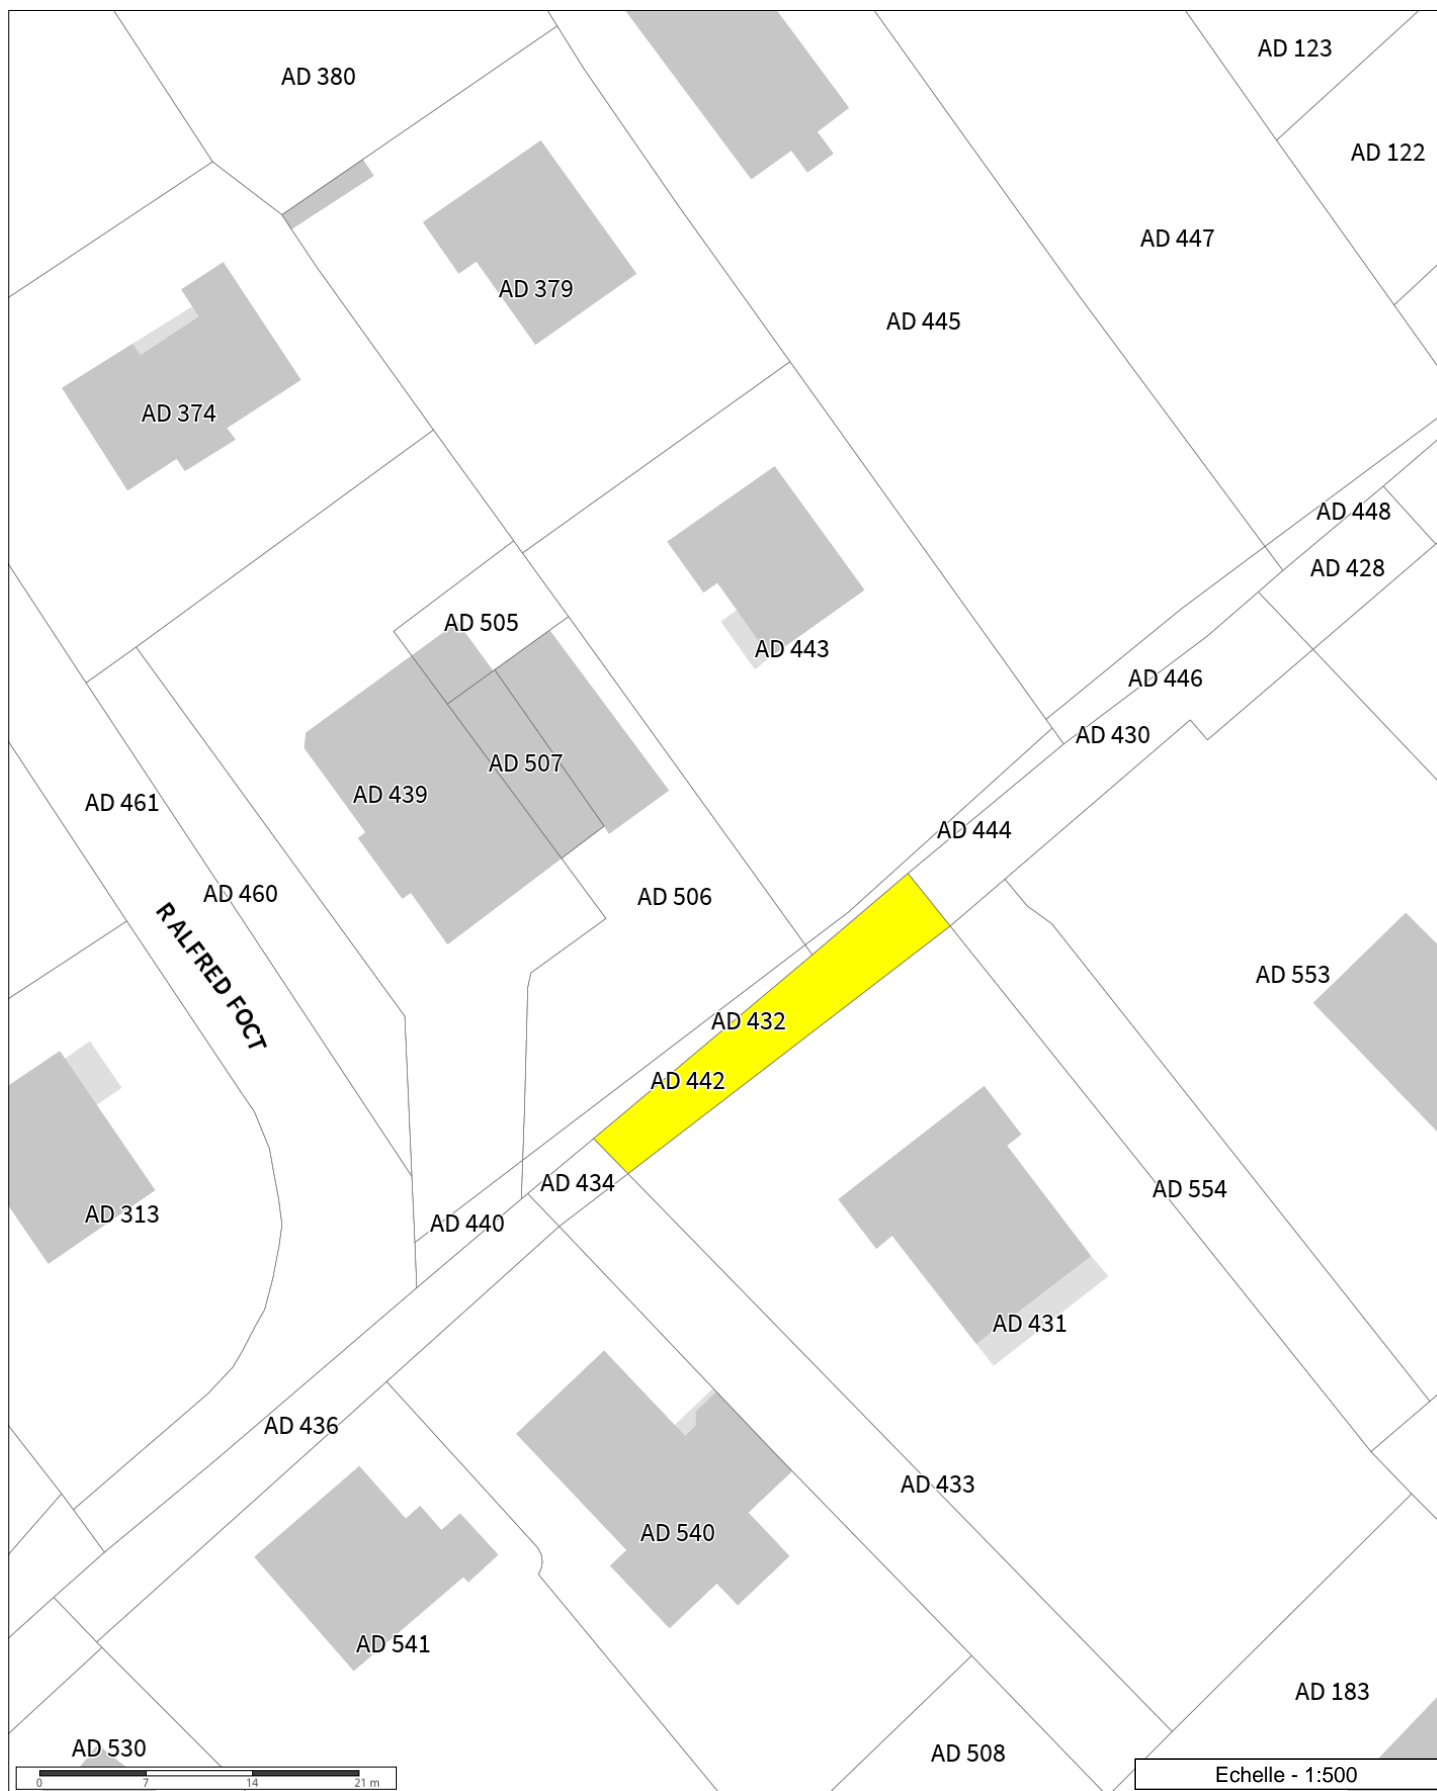 AD 123
AD 380
AD 122
AD 447
AD 379
AD 445
AD 374
AD 448
AD 428
AD 505
AD 443
AD 446
AD 430
AD 507
AD 439
AD 461
AD 444
AD 460
AD 506
R ALFRED FOCT
AD 553
AD 432
AD 442
AD 434
AD 554
AD 313
AD 440
AD 431
AD 436
AD 433
AD 540
AD 541
AD 183
AD 530
AD 508
0 7 14 21 m
Echelle - 1:500